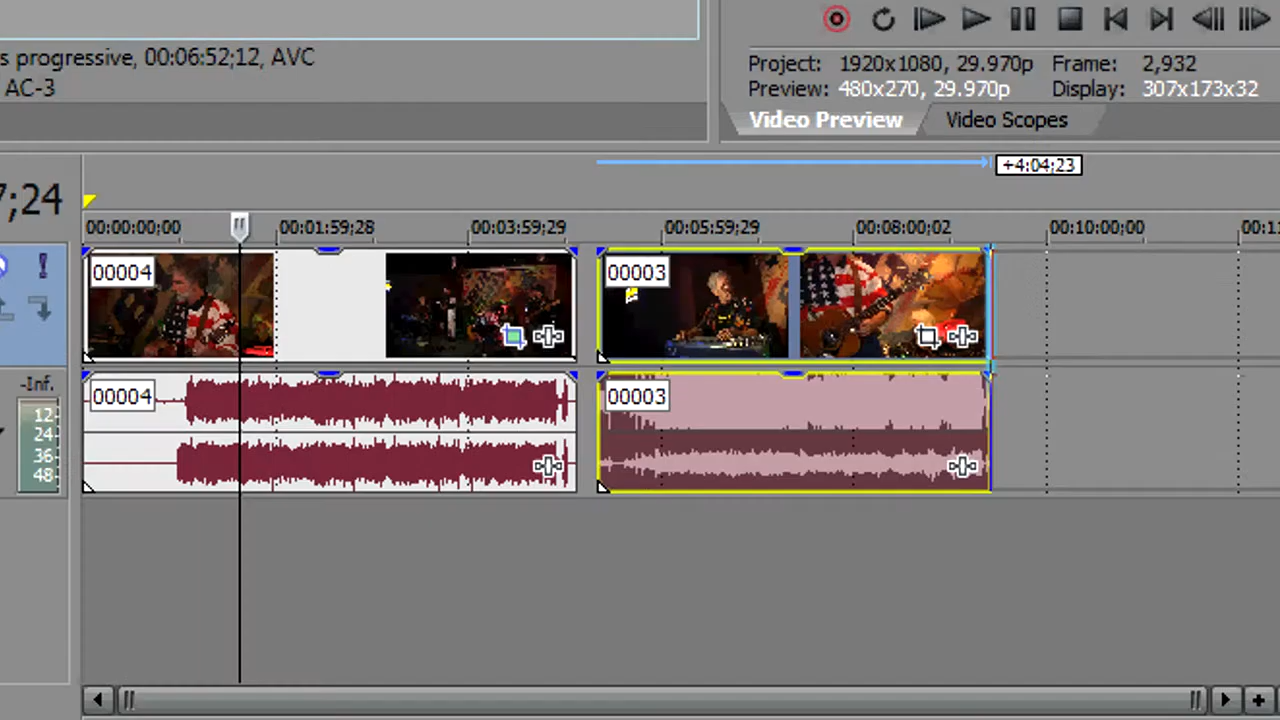 s progressive, 00:06:52;12, AVC
AC-3
Project: 1920x1080, 29.970p Frame: 2,932
Preview: 480x270, 29.970p Display: 307x173x32
Video Preview Video Scopes
+4:04;23
7;24
00:00:00;00 00:01:59;28 00:03:59;29 00:05:59;29 00:08:00;02 00:10:00;00 00:11
00004 00003
-Inf.
00004 00003
12
24
36
48